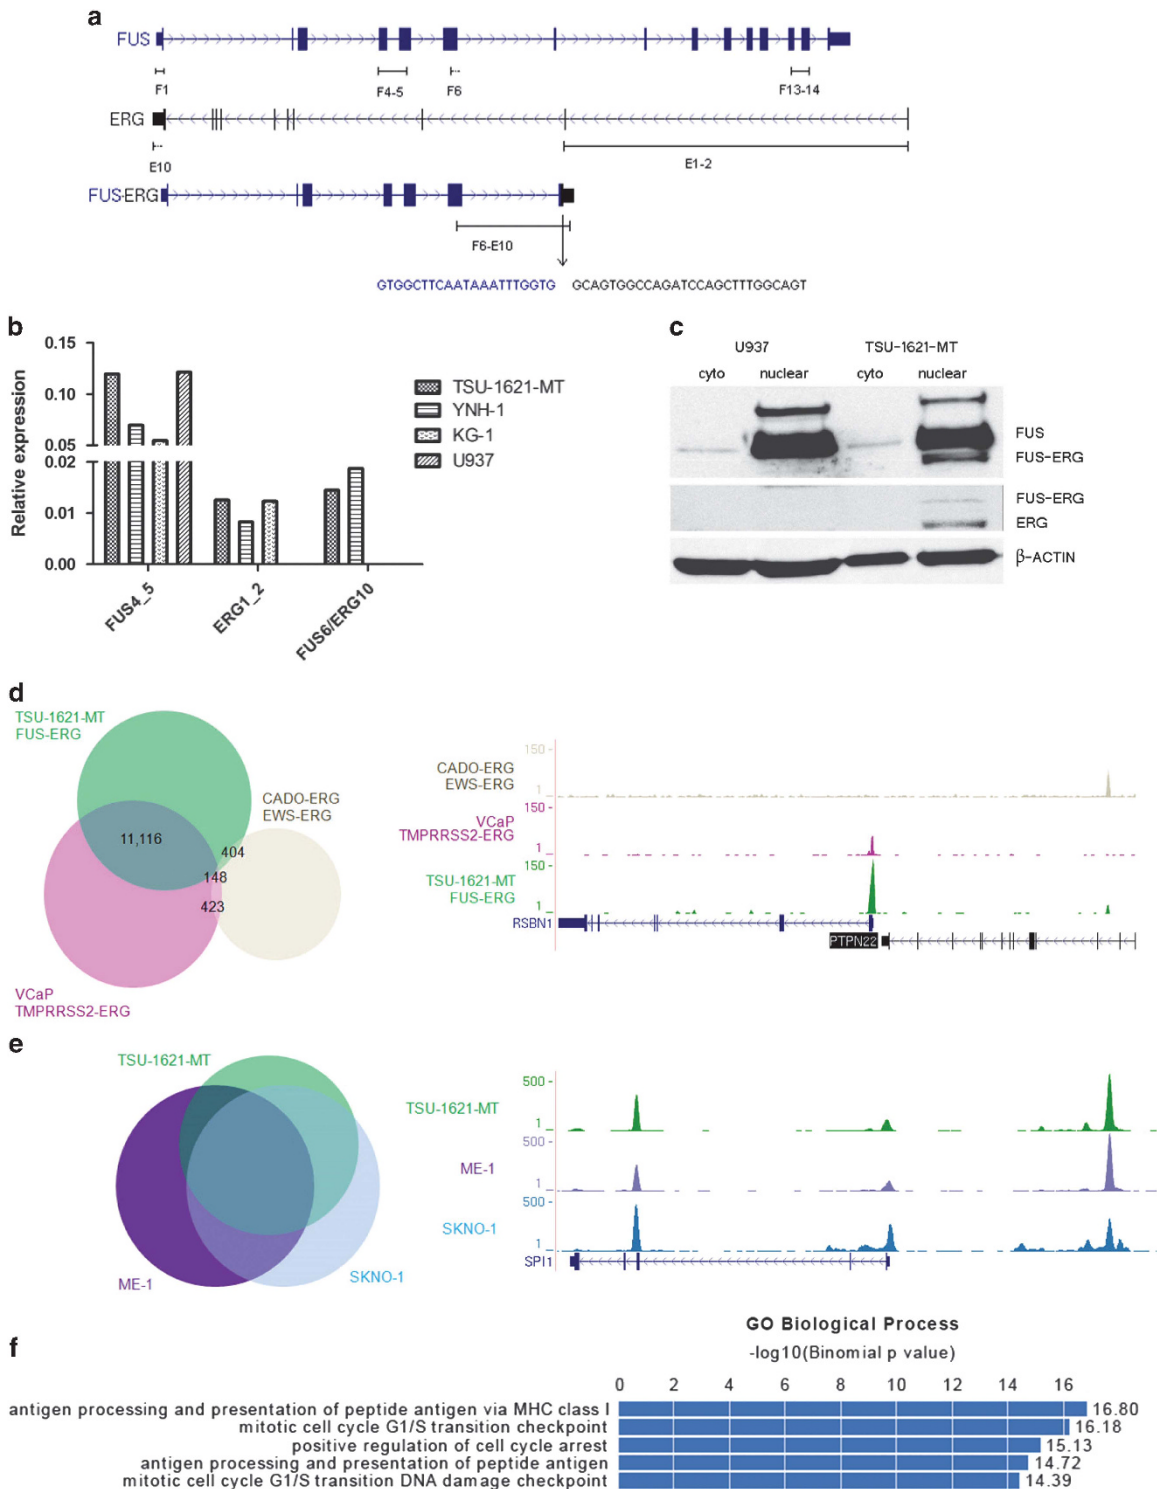 a
FUS
F1
F4-5
F6
F13-14
ERG
E10
E1-2
FUS-ERG
F6-E10
GTGGCTTCAATAAATTTGGTG GCAGTGGCCAGATCCAGCTTTGGCAGT
b
Relative expression
0.15
0.10
0.05
0.02
0.01
0.00
FUS4_5
ERG1_2
FUS6/ERG10
TSU-1621-MT
YNH-1
KG-1
U937
c
U937 TSU-1621-MT
cyto nuclear cyto nuclear
FUS
FUS-ERG
FUS-ERG
ERG
β-ACTIN
d
TSU-1621-MT
FUS-ERG
CADO-ERG
EWS-ERG
11,116
404
148
423
VCaP
TMPRRSS2-ERG
150
CADO-ERG
EWS-ERG
1
150
VCaP
TMPRRSS2-ERG
1
150
TSU-1621-MT
FUS-ERG
1
RSBN1
PTPN22
e
TSU-1621-MT
ME-1
SKNO-1
500
TSU-1621-MT
1
500
ME-1
1
500
SKNO-1
1
SPI1
f
GO Biological Process
-log10(Binomial p value)
0 2 4 6 8 10 12 14 16
antigen processing and presentation of peptide antigen via MHC class I 16.80
mitotic cell cycle G1/S transition checkpoint 16.18
positive regulation of cell cycle arrest 15.13
antigen processing and presentation of peptide antigen 14.72
mitotic cell cycle G1/S transition DNA damage checkpoint 14.39